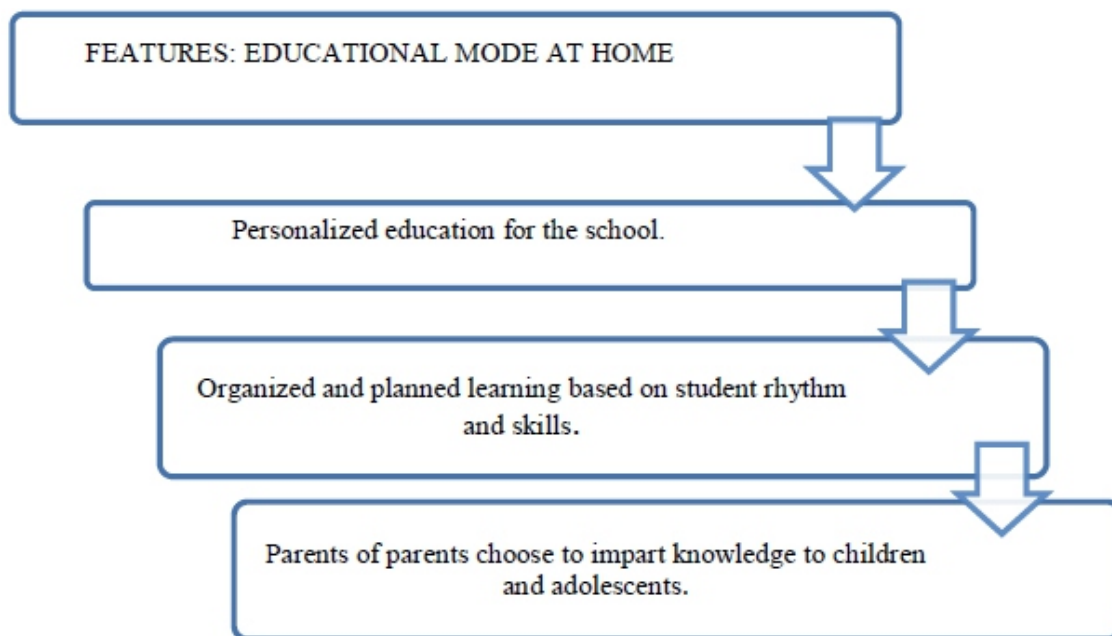 FEATURES: EDUCATIONAL MODE AT HOME
Personalized education for the school.
Organized and planned learning based on student rhythm
and skills.
Parents of parents choose to impart knowledge to children
and adolescents.